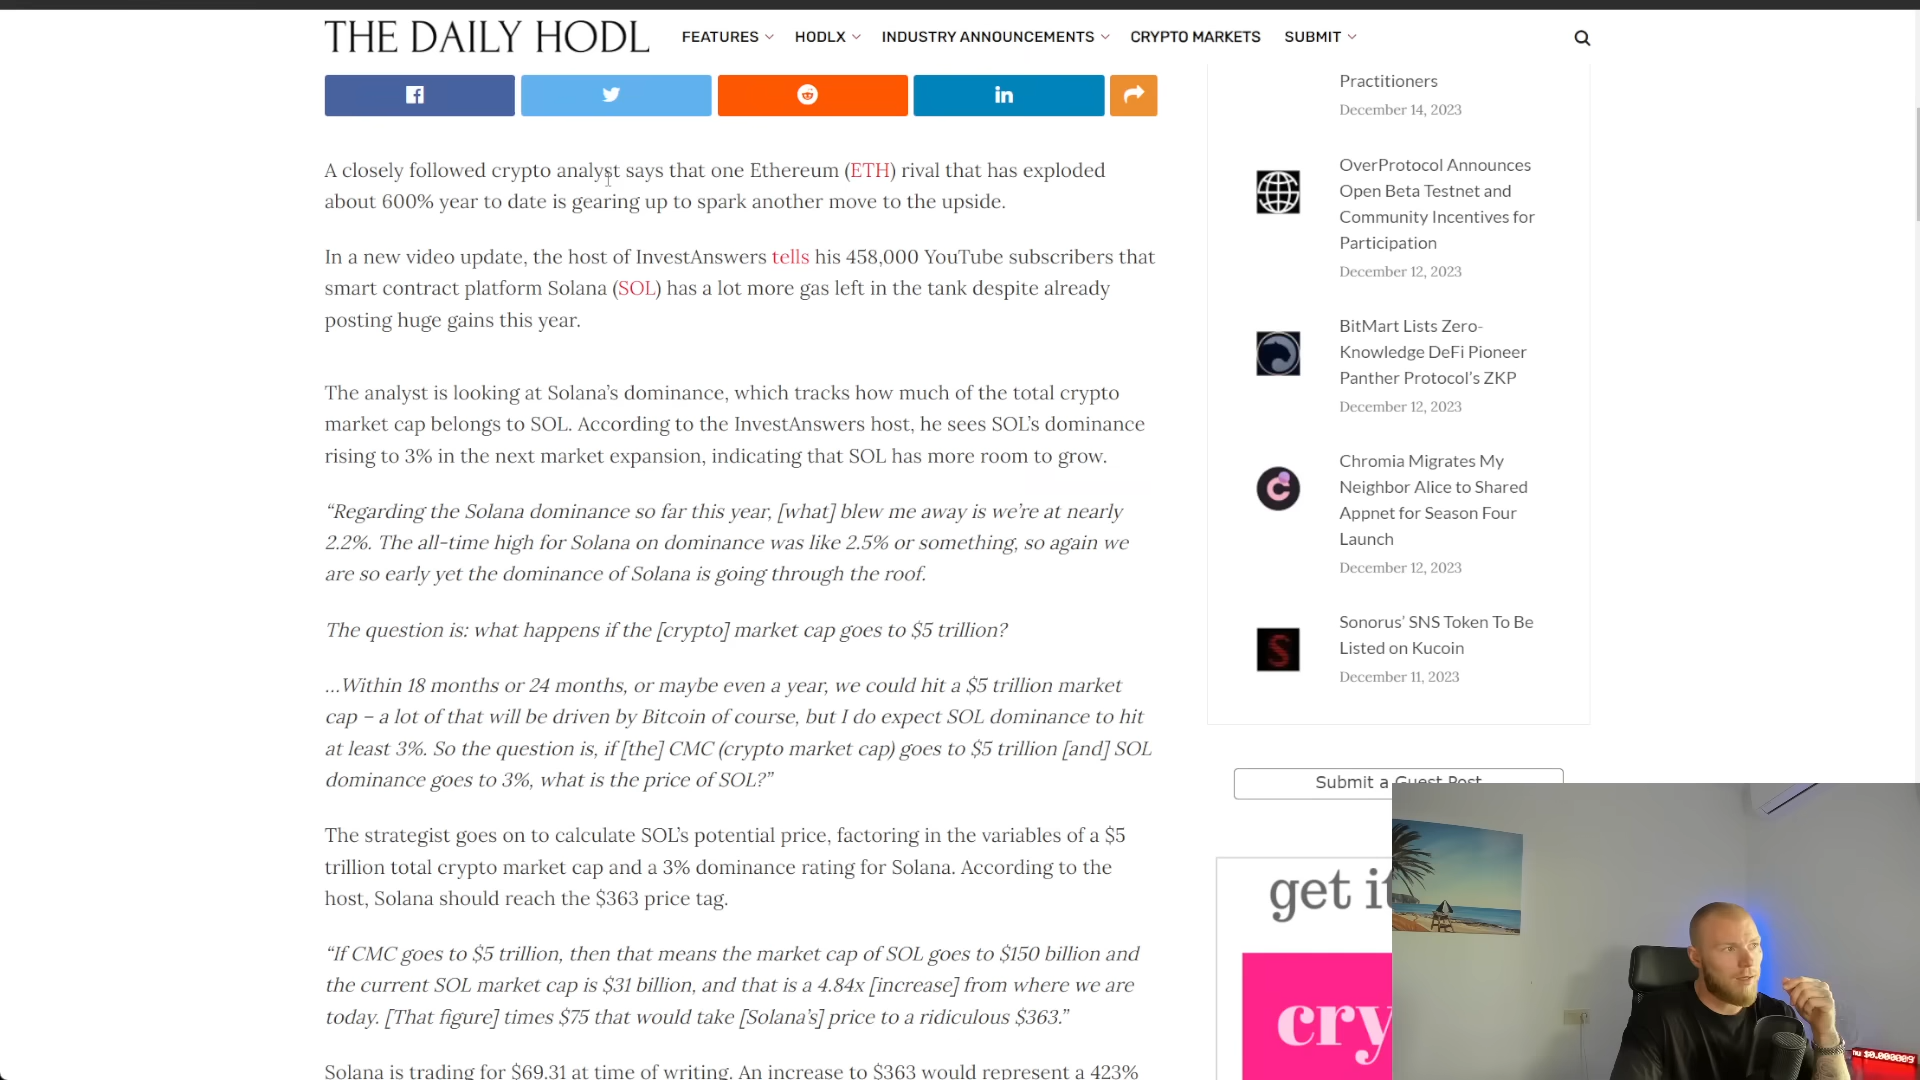 THE DAILY HODL
FEATURES
HODLX
INDUSTRY ANNOUNCEMENTS
CRYPTO MARKETS
SUBMIT
A closely followed crypto analyst says that one Ethereum (ETH) rival that has exploded
about 600% year to date is gearing up to spark another move to the upside.
In a new video update, the host of InvestAnswers tells his 458,000 YouTube subscribers that
smart contract platform Solana (SOL) has a lot more gas left in the tank despite already
posting huge gains this year.
The analyst is looking at Solana’s dominance, which tracks how much of the total crypto
market cap belongs to SOL. According to the InvestAnswers host, he sees SOL’s dominance
rising to 3% in the next market expansion, indicating that SOL has more room to grow.
“Regarding the Solana dominance so far this year, [what] blew me away is we’re at nearly
2.2%. The all-time high for Solana on dominance was like 2.5% or something, so again we
are so early yet the dominance of Solana is going through the roof.
The question is: what happens if the [crypto] market cap goes to $5 trillion?
…Within 18 months or 24 months, or maybe even a year, we could hit a $5 trillion market
cap – a lot of that will be driven by Bitcoin of course, but I do expect SOL dominance to hit
at least 3%. So the question is, if [the] CMC (crypto market cap) goes to $5 trillion [and] SOL
dominance goes to 3%, what is the price of SOL?”
The strategist goes on to calculate SOL’s potential price, factoring in the variables of a $5
trillion total crypto market cap and a 3% dominance rating for Solana. According to the
host, Solana should reach the $363 price tag.
“If CMC goes to $5 trillion, then that means the market cap of SOL goes to $150 billion and
the current SOL market cap is $31 billion, and that is a 4.84x [increase] from where we are
today. [That figure] times $75 that would take [Solana’s] price to a ridiculous $363.”
Solana is trading for $69.31 at time of writing. An increase to $363 would represent a 423%
Practitioners
December 14, 2023
OverProtocol Announces
Open Beta Testnet and
Community Incentives for
Participation
December 12, 2023
BitMart Lists Zero-
Knowledge DeFi Pioneer
Panther Protocol’s ZKP
December 12, 2023
Chromia Migrates My
Neighbor Alice to Shared
Appnet for Season Four
Launch
December 12, 2023
Sonorus’ SNS Token To Be
Listed on Kucoin
December 11, 2023
Submit a Guest Post
get it
cry